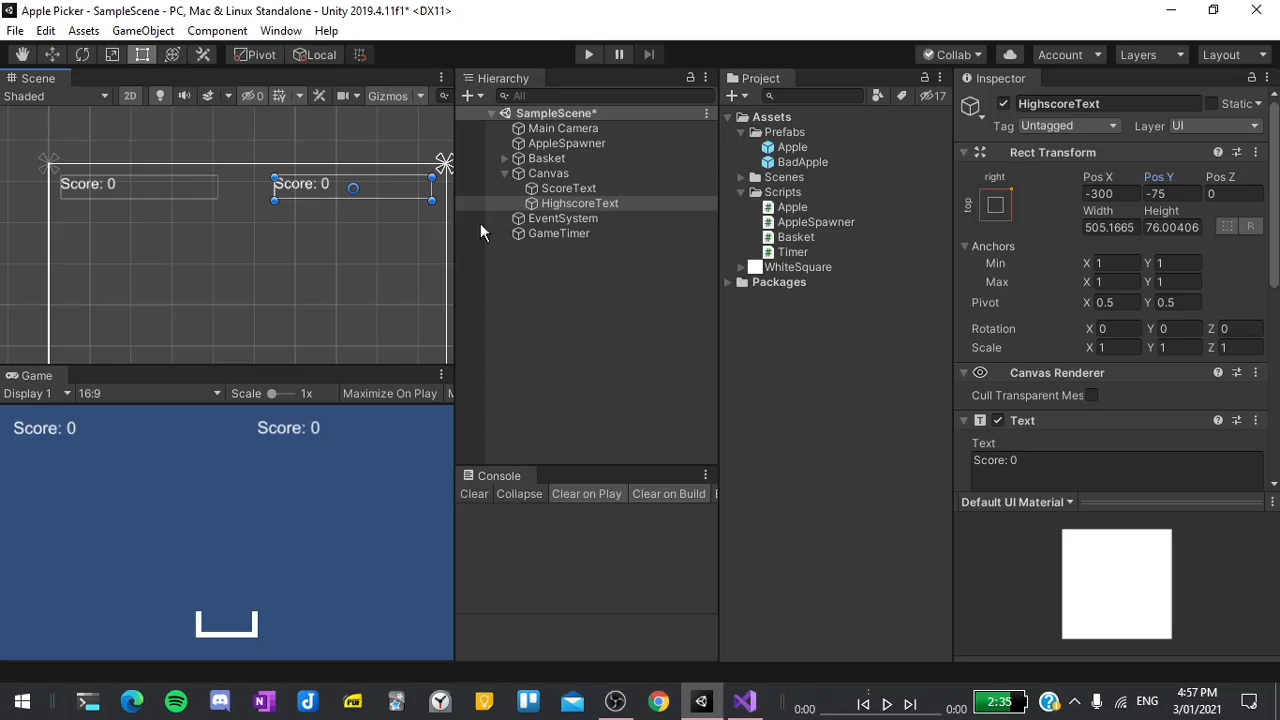 Apple Picker - SampleScene - PC, Mac & Linux Standalone - Unity 2019.4.11f1* <DX11>
File Edit Assets GameObject Component Window Help
Pivot Local Collab Account Layers Layout
Scene
Shaded 2D 0 Gizmos
Score: 0 Score: 0
Game
Display 1 16:9 Scale 1x Maximize On Play M
Score: 0 Score: 0
Hierarchy
All
SampleScene*
Main Camera
AppleSpawner
Basket
Canvas
ScoreText
HighscoreText
EventSystem
GameTimer
Console
Clear Collapse Clear on Play Clear on Build E
Project
17
Assets
Prefabs
Apple
BadApple
Scenes
Scripts
Apple
AppleSpawner
Basket
Timer
WhiteSquare
Packages
Inspector
HighscoreText Static
Tag Untagged Layer UI
Rect Transform
right Pos X Pos Y Pos Z
top -300 -75 0
Width Height
505.1665 76.00406 R
Anchors
Min X 1 Y 1
Max X 1 Y 1
Pivot X 0.5 Y 0.5
Rotation X 0 Y 0 Z 0
Scale X 1 Y 1 Z 1
Canvas Renderer
Cull Transparent Mes
Text
Text
Score: 0
Default UI Material
0:00 0:00 2:35 ENG 4:57 PM
3/01/2021